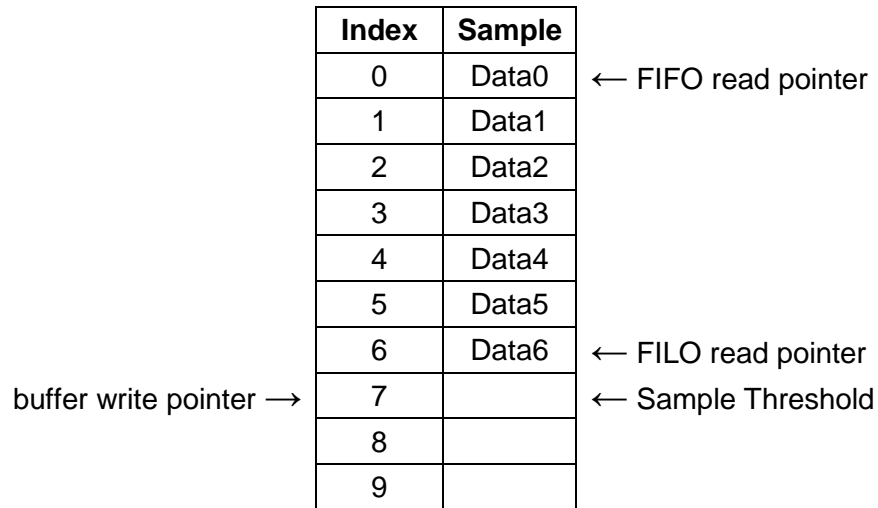 Index Sample
0 Data0 ← FIFO read pointer
1 Data1
2 Data2
3 Data3
4 Data4
5 Data5
6 Data6 ← FILO read pointer
buffer write pointer → 7 ← Sample Threshold
8
9